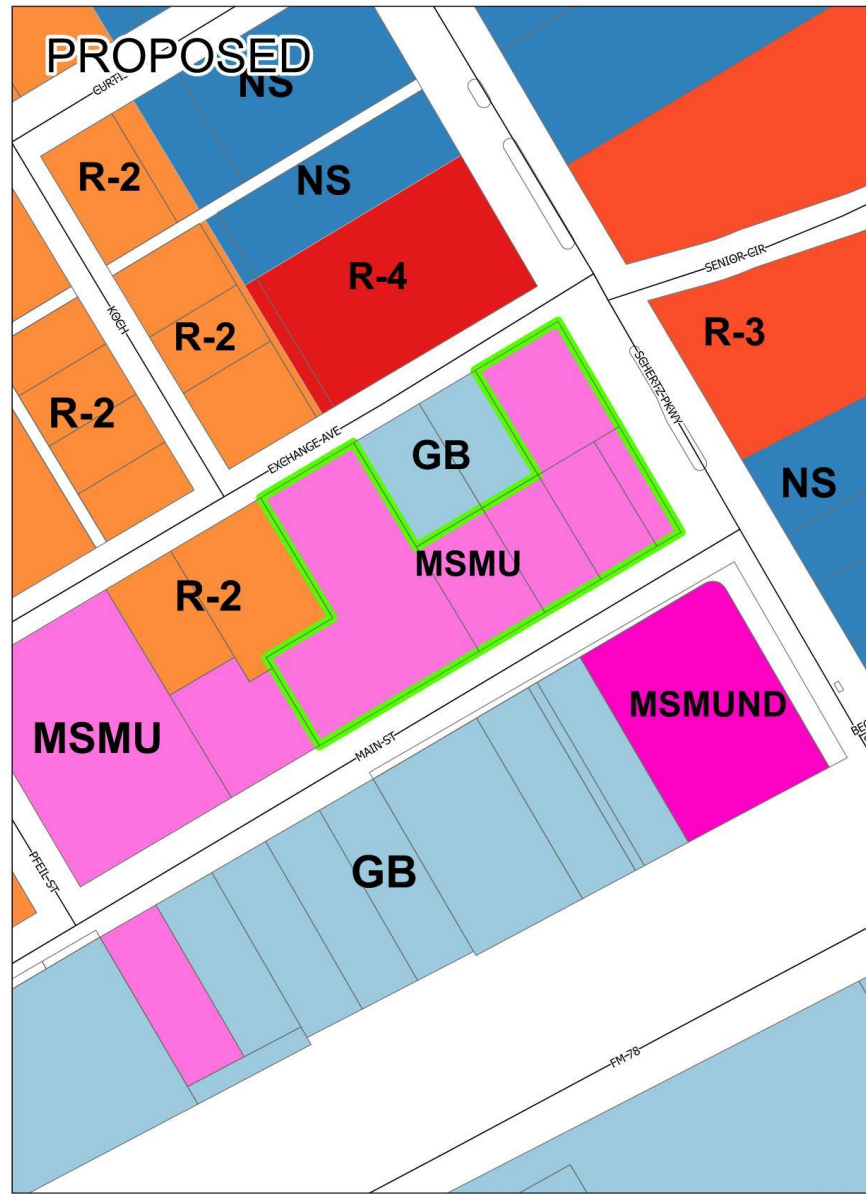 PROPOSED
NS
R-2
NS
R-4
SENIOR-CIR
KOCH
R-2
R-3
R-2
SCHERTZ-PKWY
EXCHANGE-AVE
GB
NS
MSMU
R-2
MSMUND
MSMU
MAIN-ST
GB
PFEIL-ST
FM-78